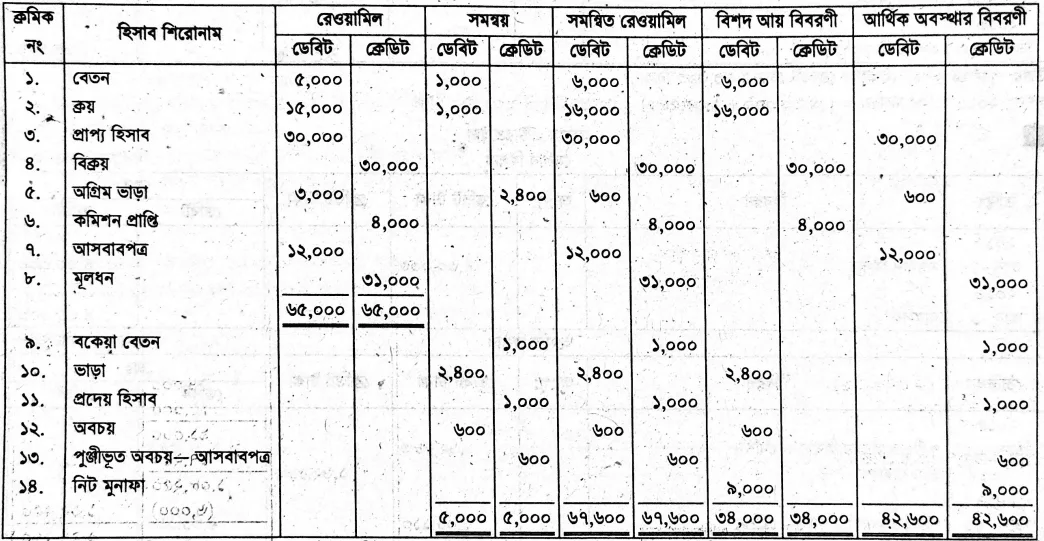 ক্রমিক নং হিসাব শিরোনাম রেওয়ামিল সমন্বয় সমন্বিত রেওয়ামিল বিশদ আয় বিবরণী আর্থিক অবস্থার বিবরণী
ডেবিট ক্রেডিট ডেবিট ক্রেডিট ডেবিট ক্রেডিট ডেবিট ক্রেডিট ডেবিট ক্রেডিট
১. বেতন ৫,০০০ ১,০০০ ৬,০০০ ৬,০০০
২. ক্রয় ১৫,০০০ ১,০০০ ১৬,০০০ ১৬,০০০
৩. প্রাপ্য হিসাব ৩০,০০০ ৩০,০০০ ৩০,০০০
৪. বিক্রয় ৩০,০০০ ৩০,০০০ ৩০,০০০
৫. অগ্রিম ভাড়া ৩,০০০ ২,৪০০ ৬০০ ৬০০
৬. কমিশন প্রাপ্তি ৪,০০০ ৪,০০০ ৪,০০০
৭. আসবাবপত্র ১২,০০০ ১২,০০০ ১২,০০০
৮. মূলধন ৩১,০০০ ৩১,০০০ ৩১,০০০
৬৫,০০০ ৬৫,০০০
৯. বকেয়া বেতন ১,০০০ ১,০০০ ১,০০০
১০. ভাড়া ২,৪০০ ২,৪০০ ২,৪০০
১১. প্রদেয় হিসাব ১,০০০ ১,০০০ ১,০০০
১২. অবচয় ৬০০ ৬০০ ৬০০
১৩. পুঞ্জীভূত অবচয়– আসবাবপত্র ৬০০ ৬০০ ৬০০
১৪. নিট মুনাফা ৯,০০০ ৯,০০০
৫,০০০ ৫,০০০ ৬৭,৬০০ ৬৭,৬০০ ৩৪,০০০ ৩৪,০০০ ৪২,৬০০ ৪২,৬০০